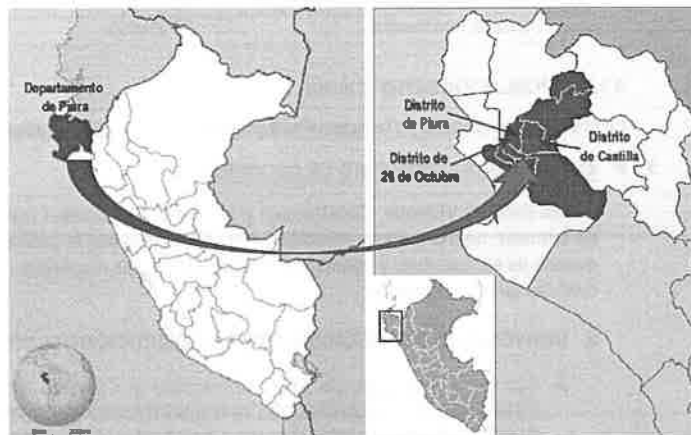 Departamento
de Piura
Distrito
de Piura
Distrito
de Castilla
Distrito de
26 de Octubre